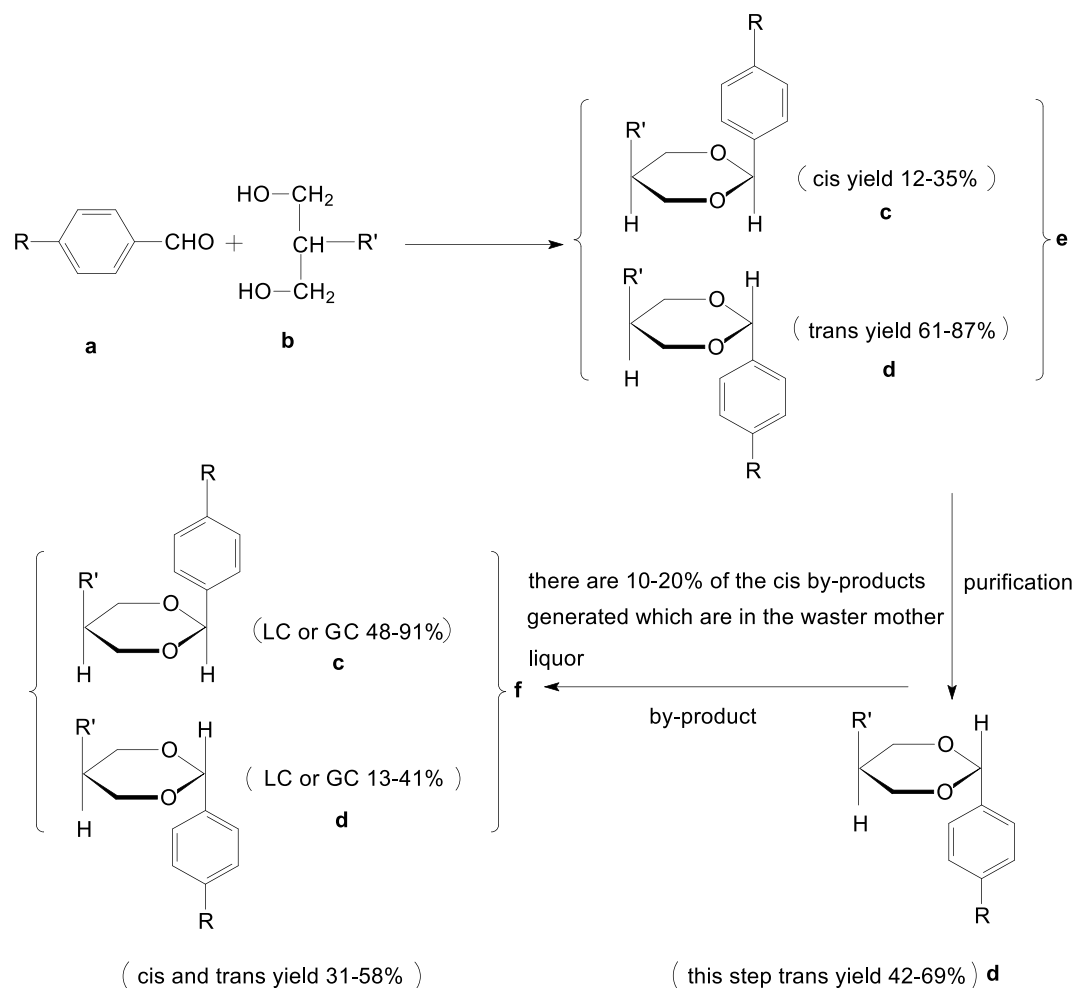 R
R'
O
O
H
H
( cis yield 12-35% )
c
HO—CH₂
R—CHO + CH—R'
HO—CH₂
a
b
e
R'
H
O
O
H
( trans yield 61-87% )
d
R
R
R'
O
O
H
H
(LC or GC 48-91%)
c
there are 10-20% of the cis by-products
generated which are in the waster mother
liquor
purification
f
by-product
R'
H
O
O
H
( LC or GC 13-41% )
d
R
R'
H
O
O
H
R
( cis and trans yield 31-58% )
( this step trans yield 42-69% ) d